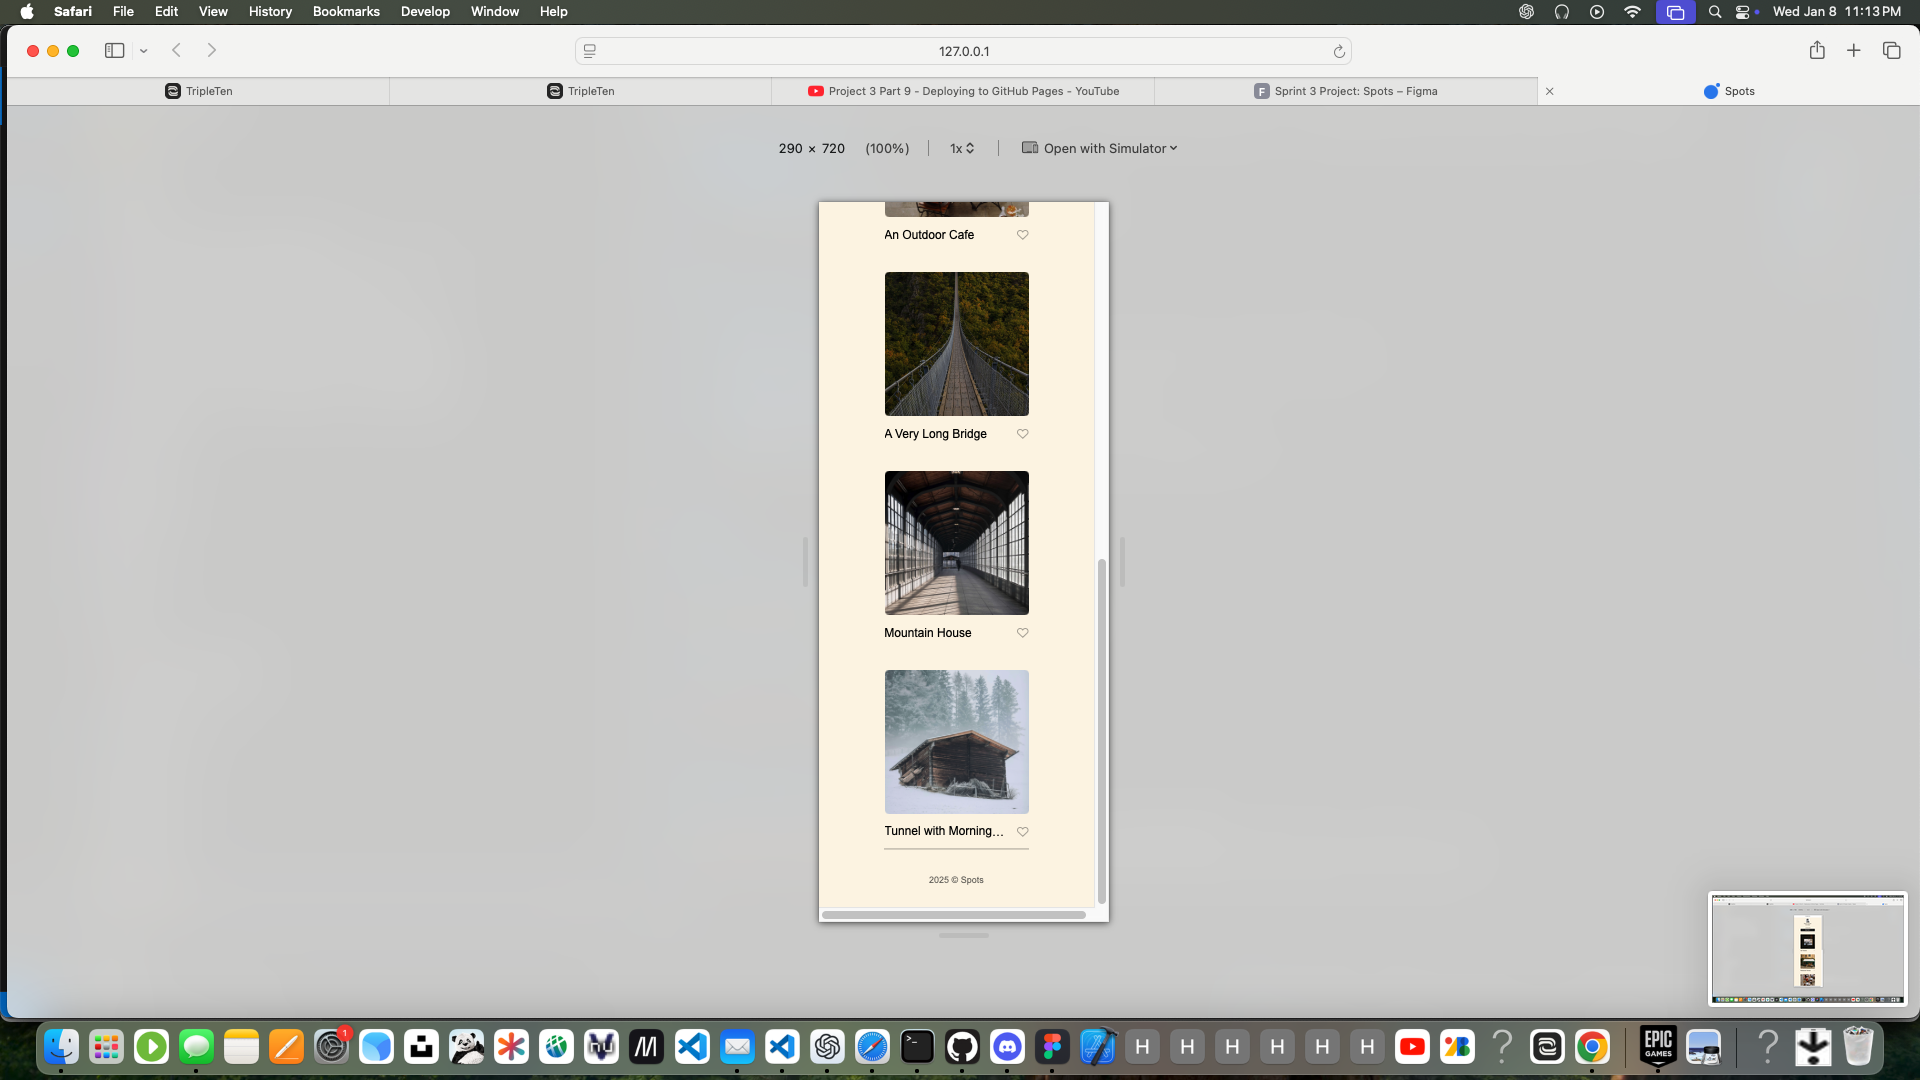 Safari File Edit View History Bookmarks Develop Window Help Wed Jan 8 11:13 PM
127.0.0.1
TripleTen TripleTen Project 3 Part 9 - Deploying to GitHub Pages - YouTube F Sprint 3 Project: Spots – Figma Spots
290 × 720 (100%) 1x Open with Simulator
An Outdoor Cafe
A Very Long Bridge
Mountain House
Tunnel with Morning...
2025 © Spots
1
nu
H H H H H H
EPIC
GAMES